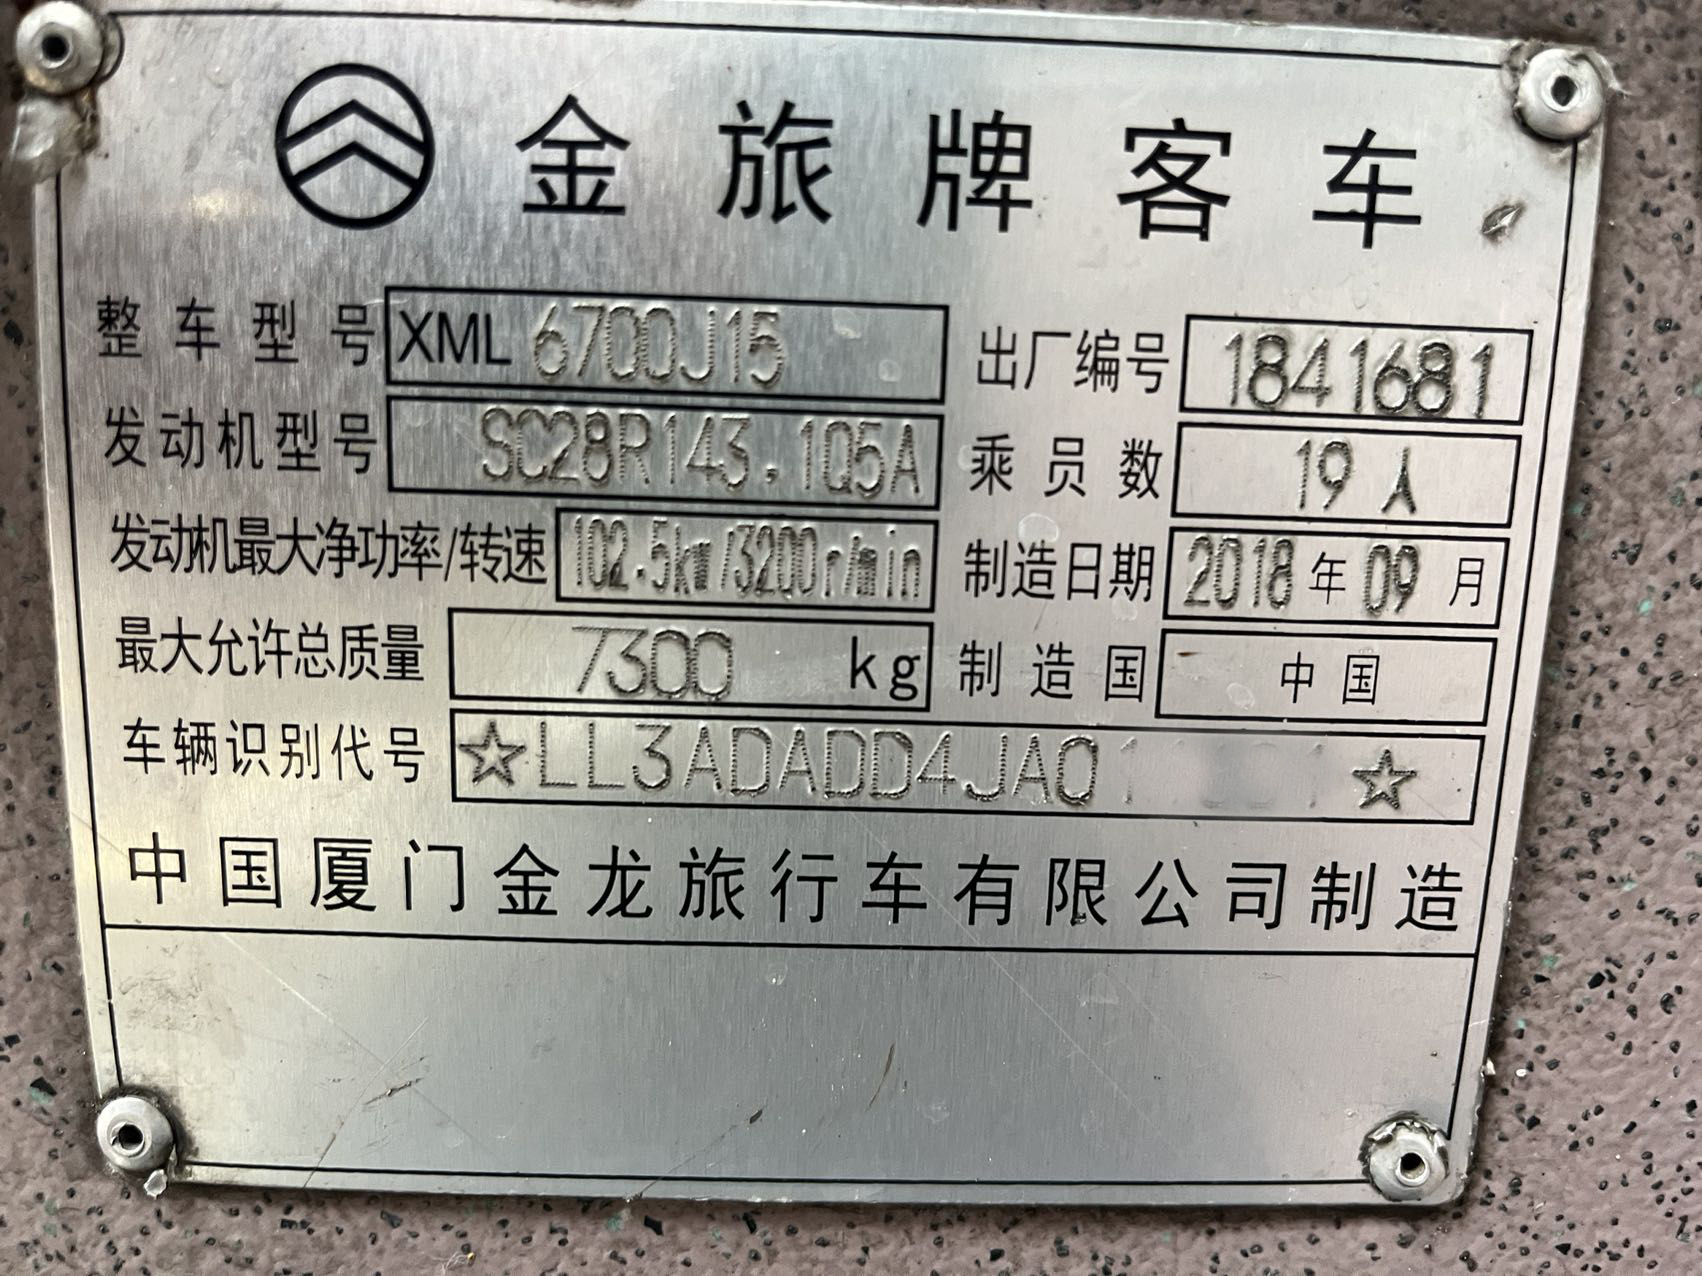 金旅牌客车
整车型号 XML 6700J15 出厂编号 1841681
发动机型号 SC28R143.1Q5A 乘员数 19人
发动机最大净功率/转速 102.5kw/3200r/min 制造日期 2018年09月
最大允许总质量 7300 kg 制造国 中国
车辆识别代号 ☆LL3ADADD4JA0
中国厦门金龙旅行车有限公司制造